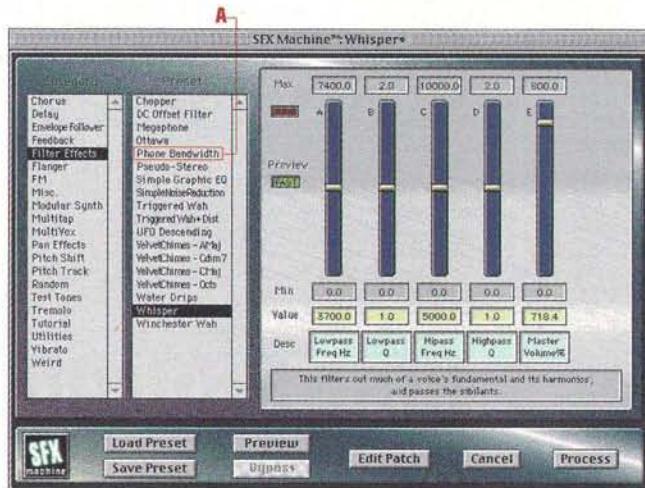 A
SFX Machine™: Whisper*
Category
Preset
Chorus
Delay
Envelope Follower
Feedback
Filter Effects
Flanger
FM
Misc.
Modular Synth
Multitap
MultiVox
Pan Effects
Pitch Shift
Pitch Track
Random
Test Tones
Tremolo
Tutorial
Utilities
Vibrato
Weird
Chopper
DC Offset Filter
Megaphone
Ottawa
Phone Bandwidth
Pseudo-Stereo
Simple Graphic EQ
SimpleNoiseReduction
Triggered Wah
Triggered Wah+Dist
UFO Descending
VelvetChimes - AMaj
VelvetChimes - Cdim7
VelvetChimes - CMaj
VelvetChimes - Octs
Water Drips
Whisper
Winchester Wah
Max 7400.0 2.0 10000.0 2.0 800.0
A B C D E
Preview
FAST
Min 0.0 0.0 0.0 0.0 0.0
Value 3700.0 1.0 5000.0 1.0 718.4
Desc Lowpass Freq Hz Lowpass Q Hipass Freq Hz Highpass Q Master Volume%
This filters out much of a voice's fundamental and its harmonics,
and passes the sibilants.
SFX machine
Load Preset Preview
Save Preset Bypass
Edit Patch Cancel Process